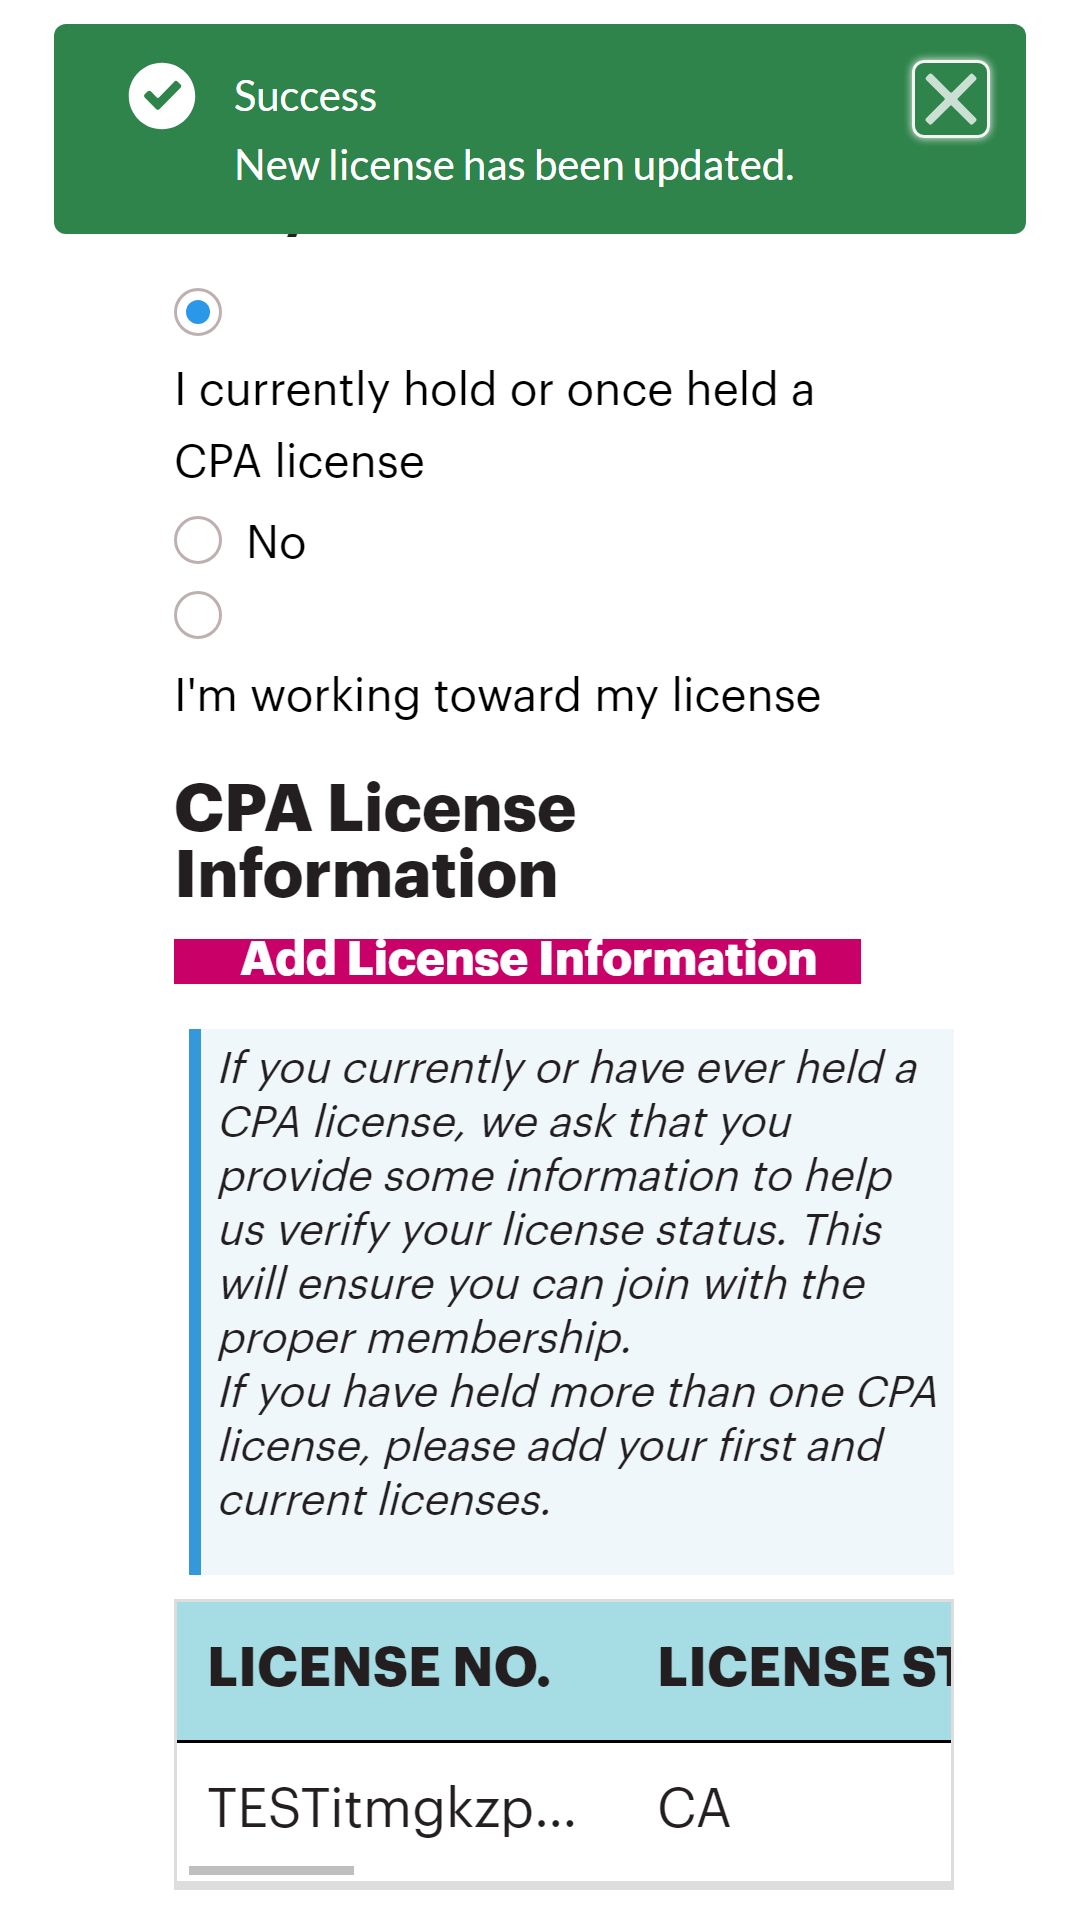 Success
New license has been updated.
I currently hold or once held a
CPA license
No
I'm working toward my license
CPA License
Information
Add License Information
If you currently or have ever held a
CPA license, we ask that you
provide some information to help
us verify your license status. This
will ensure you can join with the
proper membership.
If you have held more than one CPA
license, please add your first and
current licenses.
LICENSE NO. LICENSE ST
TESTitmgkzp... CA